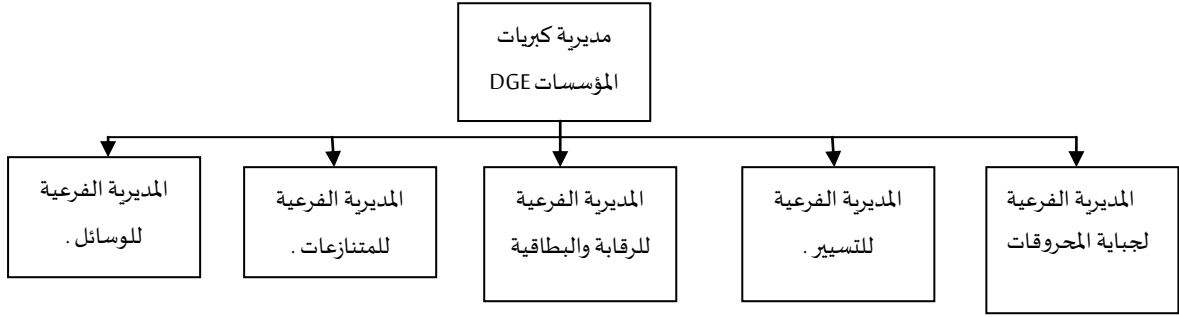 مديرية كبريات
المؤسسات DGE
المديرية الفرعية
لجباية المحروقات
المديرية الفرعية
للتسيير .
المديرية الفرعية
للرقابة والبطاقية
المديرية الفرعية
للمتنازعات .
المديرية الفرعية
للوسائل .